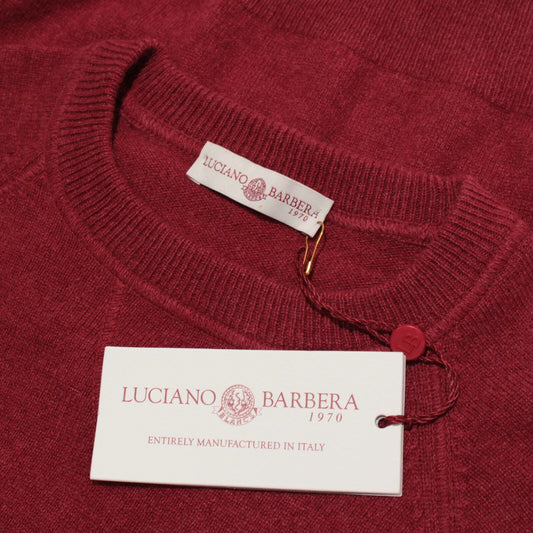 LUCIANO BARBERA
1970
LUCIANO BARBERA
1970
ENTIRELY MANUFACTURED IN ITALY